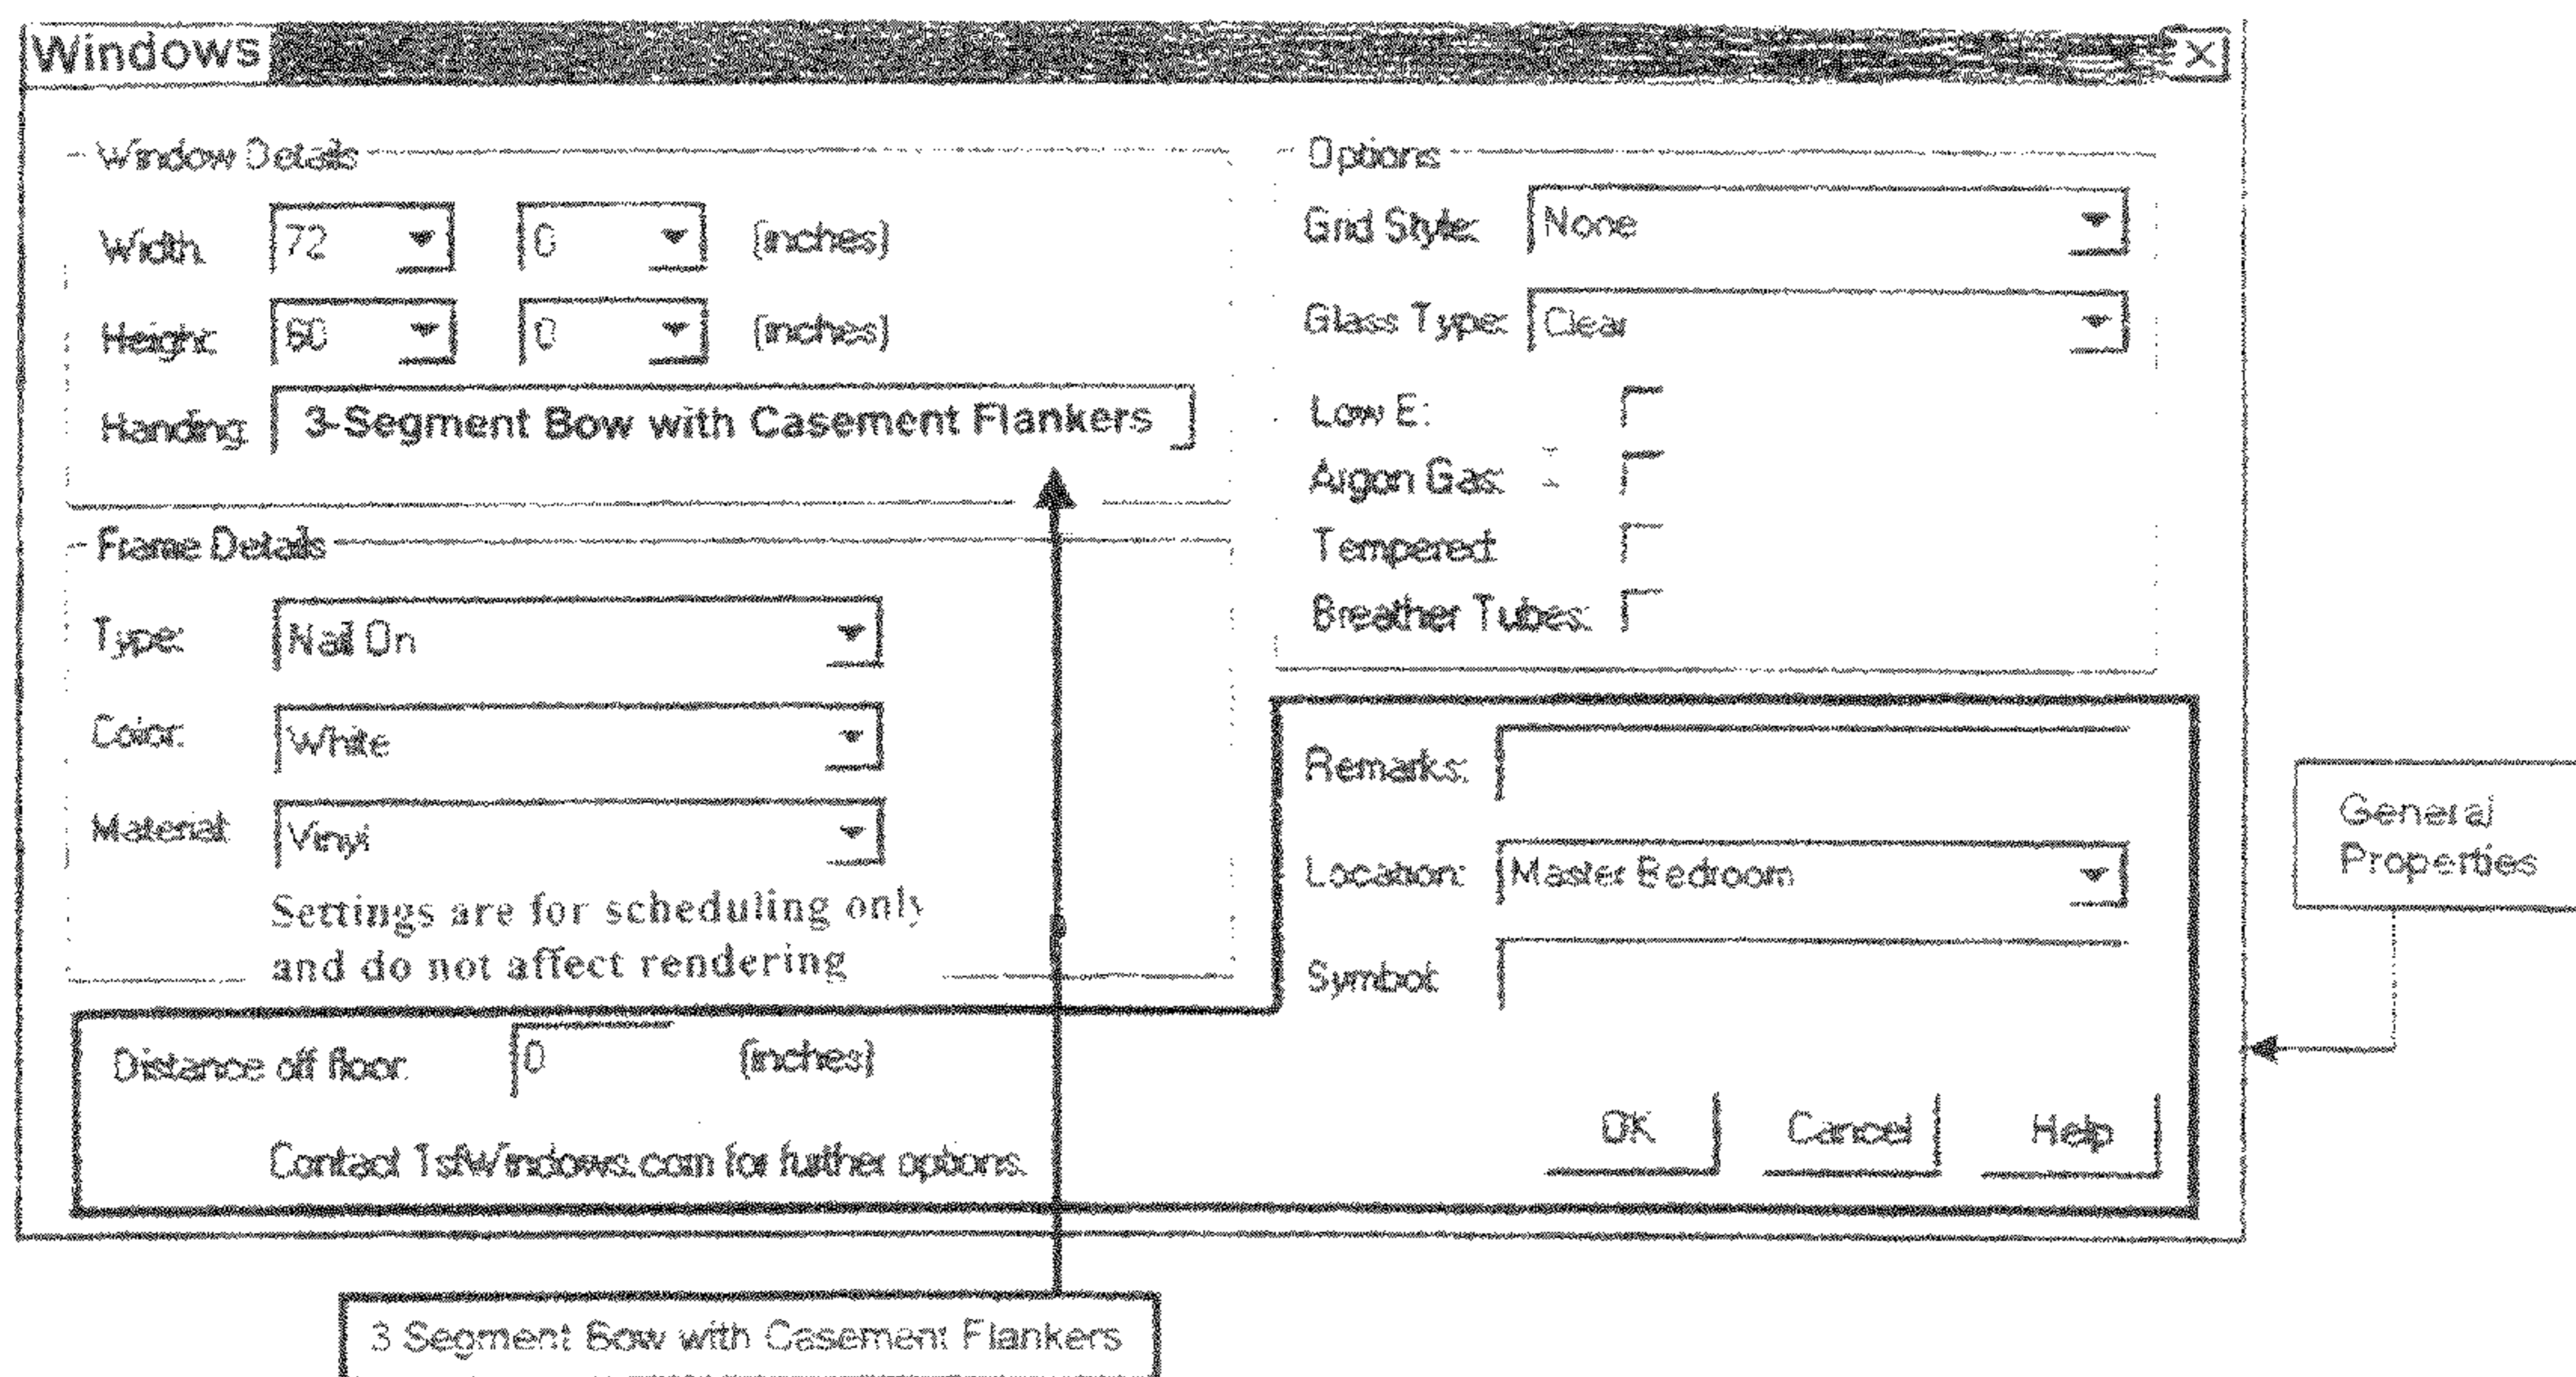 Windows
Window Details
Width: 72 0 (inches)
Height: 60 0 (inches)
Handing: 3-Segment Bow with Casement Flankers
Frame Details
Type: Nail On
Color: White
Material: Vinyl
Settings are for scheduling only
and do not affect rendering
Distance off floor: 0 (inches)
Contact 1stWindows.com for further options.
Options
Grid Style: None
Glass Type: Clear
Low E:
Argon Gas:
Tempered:
Breather Tubes:
Remarks:
Location: Master Bedroom
Symbol:
OK Cancel Help
General
Properties
3 Segment Bow with Casement Flankers